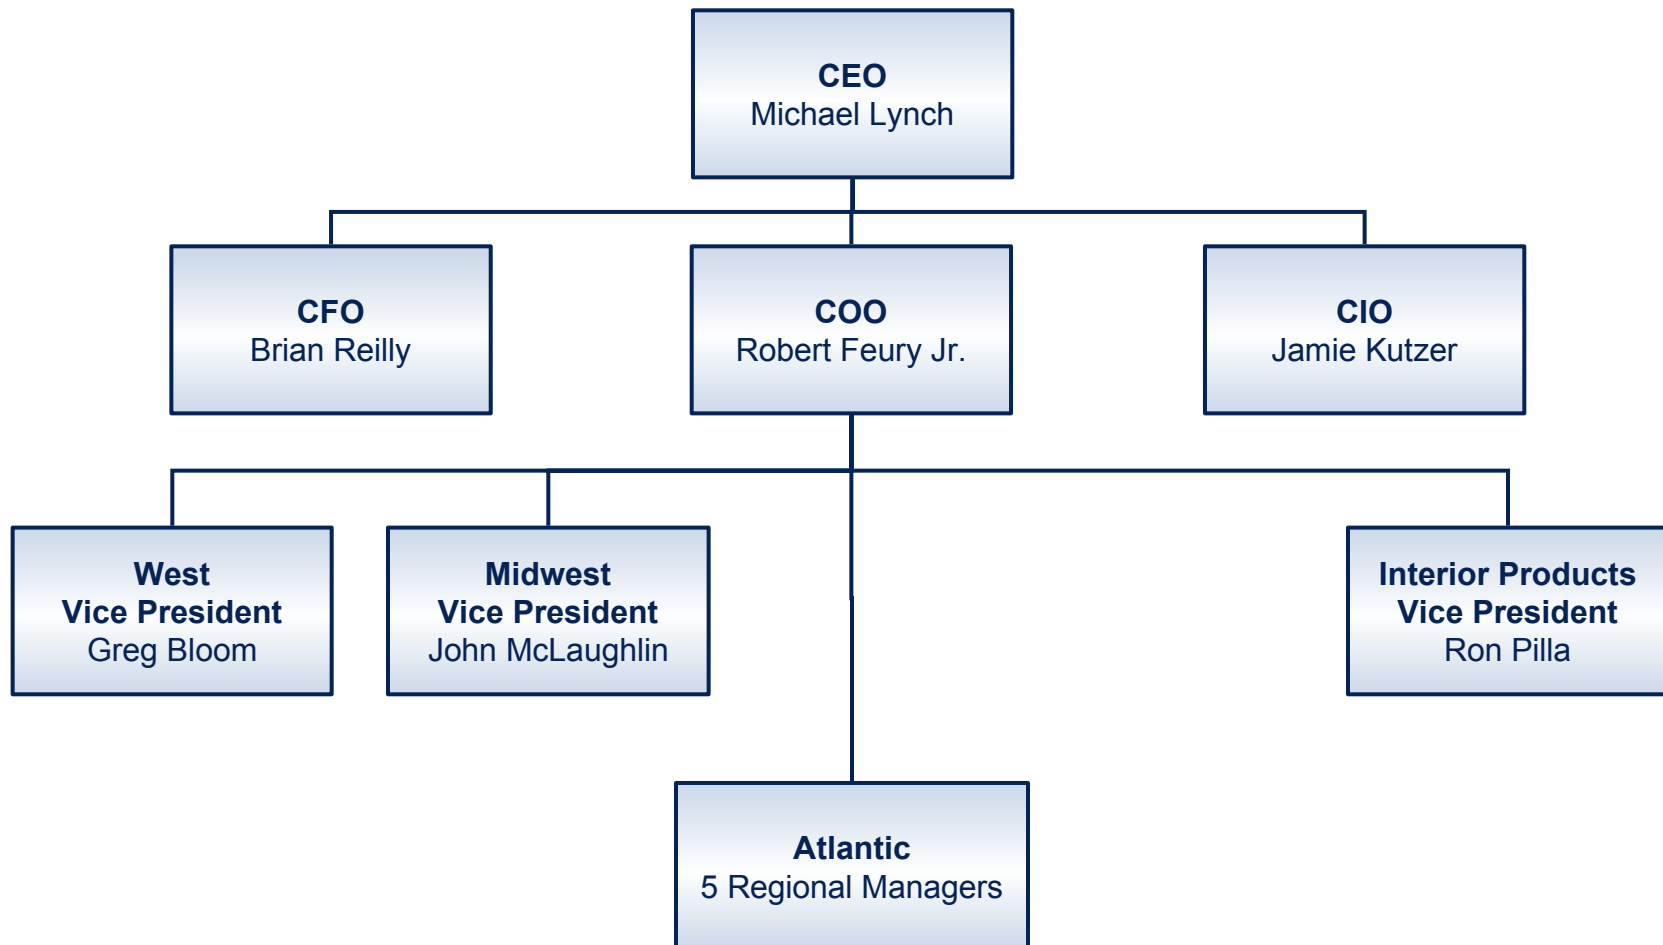 CEO
Michael Lynch
CFO
Brian Reilly
COO
Robert Feury Jr.
CIO
Jamie Kutzer
West
Vice President
Greg Bloom
Midwest
Vice President
John McLaughlin
Interior Products
Vice President
Ron Pilla
Atlantic
5 Regional Managers